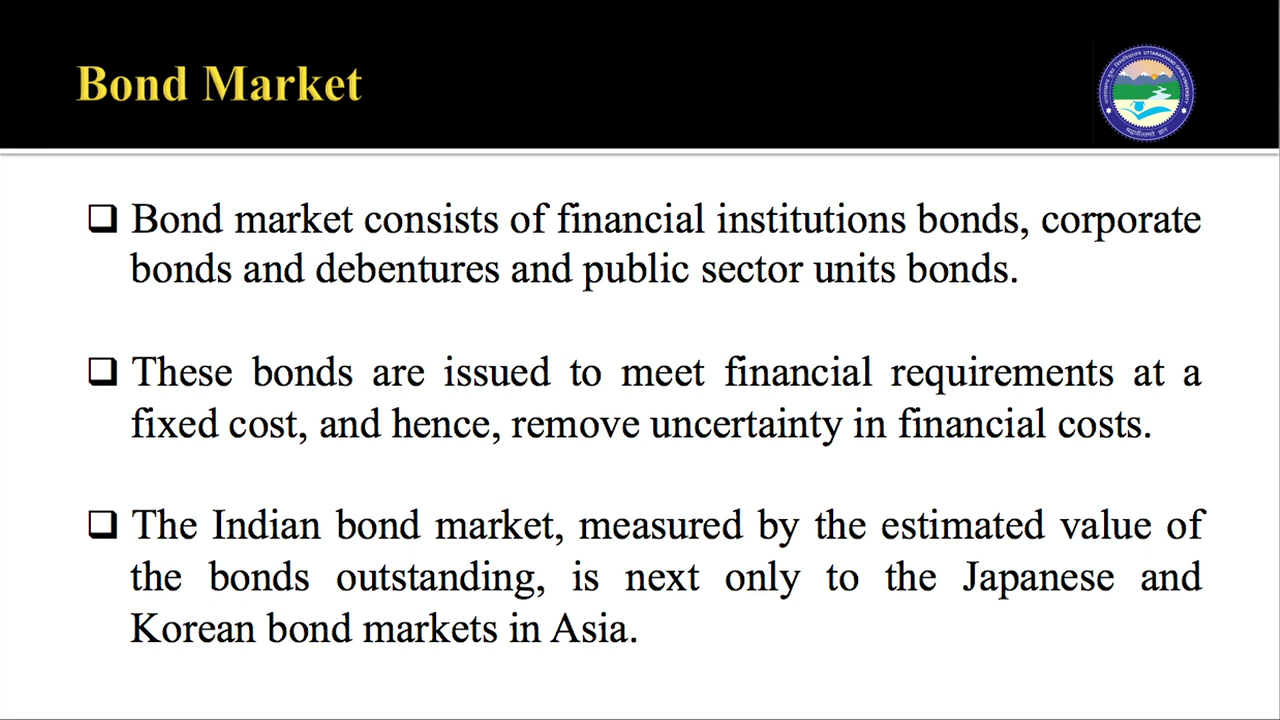 Bond Market
UTTARAKHAND OPEN UNIVERSITY
❑ Bond market consists of financial institutions bonds, corporate
bonds and debentures and public sector units bonds.
❑ These bonds are issued to meet financial requirements at a
fixed cost, and hence, remove uncertainty in financial costs.
❑ The Indian bond market, measured by the estimated value of
the bonds outstanding, is next only to the Japanese and
Korean bond markets in Asia.